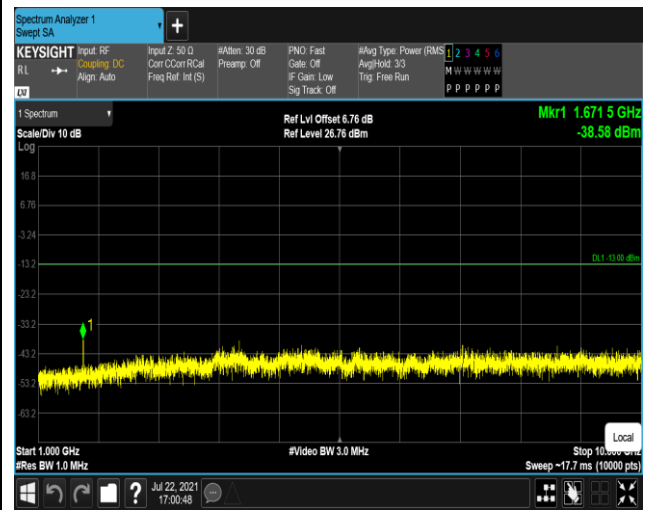 Spectrum Analyzer 1
Swept SA
+
KEYSIGHT Input: RF Input Z: 50 Ω #Atten: 30 dB PNO: Fast #Avg Type: Power (RMS 1 2 3 4 5 6
RL Coupling: DC Corr CCorr RCal Preamp: Off Gate: Off Avg|Hold: 3/3 M W W W W W
Align: Auto Freq Ref: Int (S) IF Gain: Low Trig: Free Run
Sig Track: Off P P P P P P
LXI
1 Spectrum Ref Lvl Offset 6.76 dB Mkr1 1.671 5 GHz
Scale/Div 10 dB Ref Level 26.76 dBm -38.58 dBm
Log
16.8
6.76
-3.24
-13.2 DL1 -13.00 dBm
-23.2
-33.2
1
-43.2
-53.2
-63.2
Local
Start 1.000 GHz #Video BW 3.0 MHz Stop 10.000 GHz
#Res BW 1.0 MHz Sweep ~17.7 ms (10000 pts)
? Jul 22, 2021
17:00:48